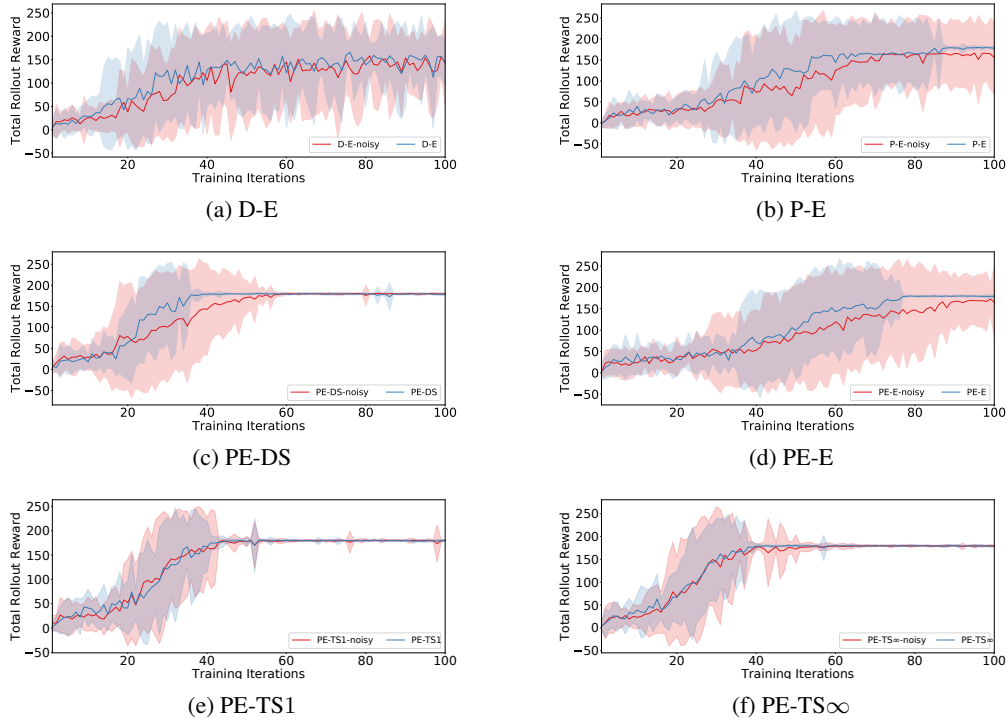 Total Rollout Reward
250
200
150
100
50
0
−50
20
40
60
80
100
D-E-noisy
D-E
Training Iterations
(a) D-E
Total Rollout Reward
250
200
150
100
50
0
−50
20
40
60
80
100
P-E-noisy
P-E
Training Iterations
(b) P-E
Total Rollout Reward
250
200
150
100
50
0
−50
20
40
60
80
100
PE-DS-noisy
PE-DS
Training Iterations
(c) PE-DS
Total Rollout Reward
250
200
150
100
50
0
−50
20
40
60
80
100
PE-E-noisy
PE-E
Training Iterations
(d) PE-E
Total Rollout Reward
250
200
150
100
50
0
−50
20
40
60
80
100
PE-TS1-noisy
PE-TS1
Training Iterations
(e) PE-TS1
Total Rollout Reward
250
200
150
100
50
0
−50
20
40
60
80
100
PE-TS∞-noisy
PE-TS∞
Training Iterations
(f) PE-TS∞